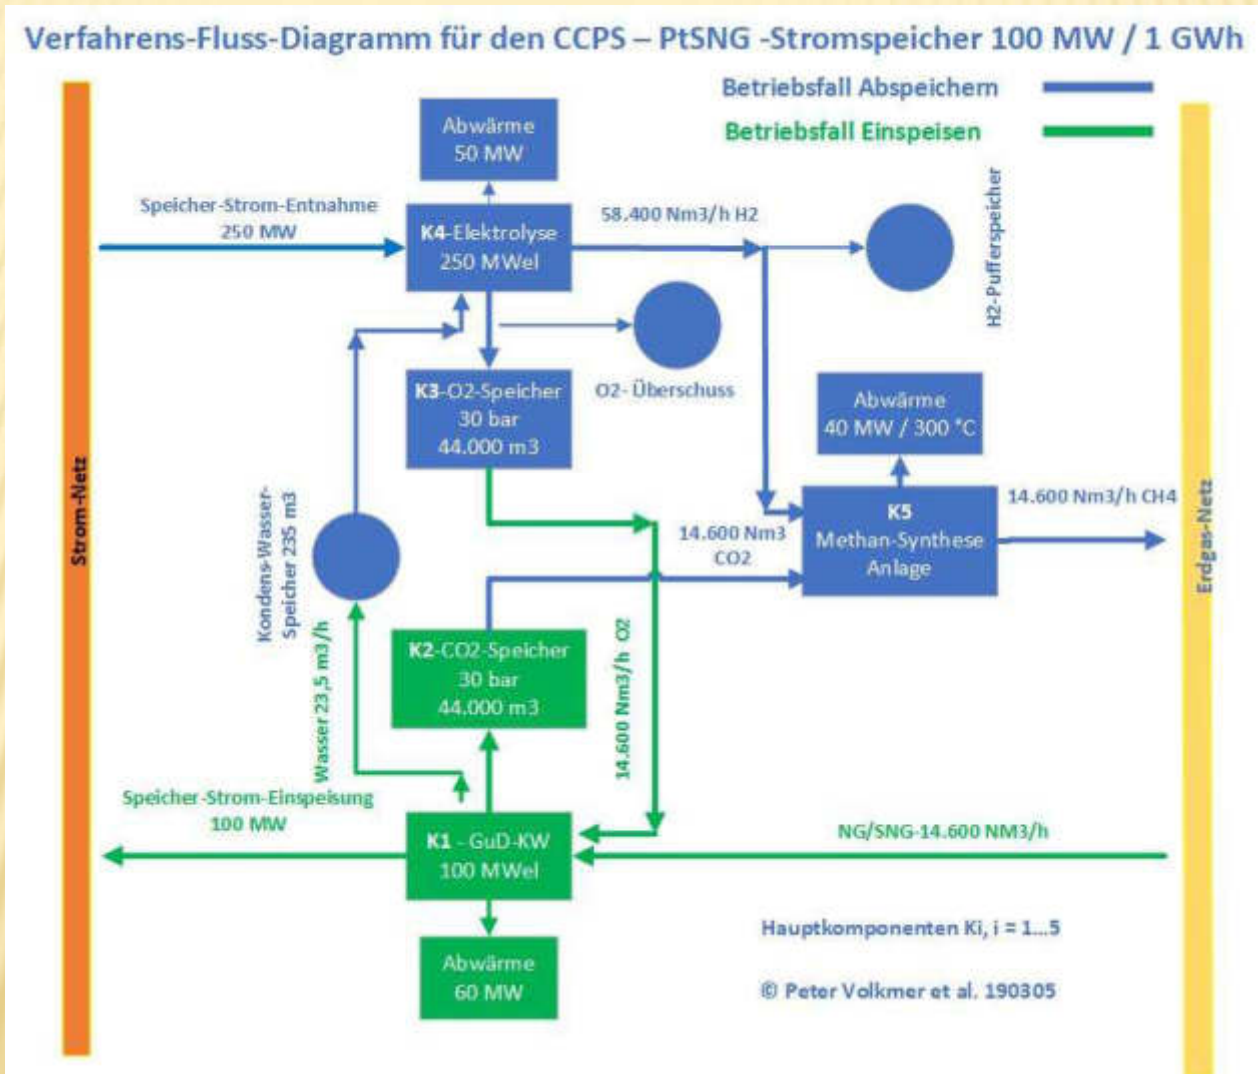 Verfahrens-Fluss-Diagramm für den CCPS – PtSNG -Stromspeicher 100 MW / 1 GWh
Betriebsfall Abspeichern
Betriebsfall Einspeisen
Abwärme
50 MW
Speicher-Strom-Entnahme
250 MW
K4-Elektrolyse
250 MWel
58.400 Nm3/h H2
H2-Pufferspeicher
K3-O2-Speicher
30 bar
44.000 m3
O2- Überschuss
Abwärme
40 MW / 300 °C
Strom-Netz
Kondens-Wasser-
Speicher 235 m3
14.600 Nm3
CO2
K5
Methan-Synthese
Anlage
14.600 Nm3/h CH4
Erdgas-Netz
Wasser 23,5 m3/h
K2-CO2-Speicher
30 bar
44.000 m3
14.600 Nm3/h O2
Speicher-Strom-Einspeisung
100 MW
K1 - GuD-KW
100 MWel
NG/SNG-14.600 NM3/h
Abwärme
60 MW
Hauptkomponenten Ki, i = 1...5
© Peter Volkmer et al. 190305